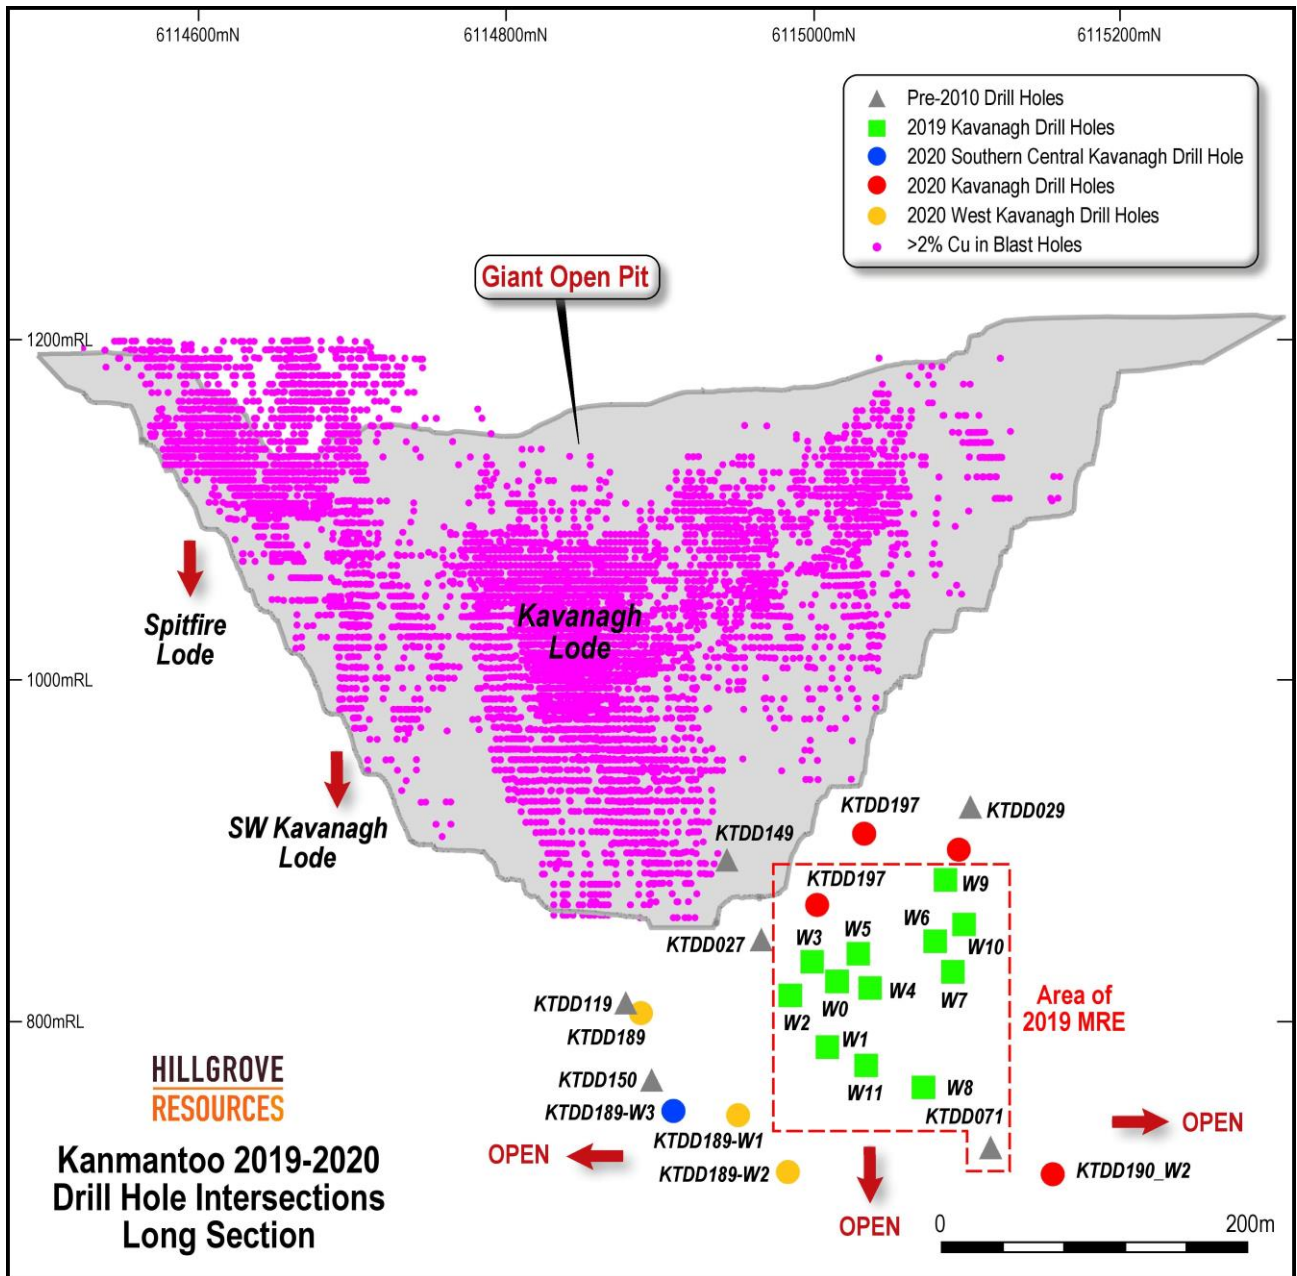 6114600mN
6114800mN
6115000mN
6115200mN
Pre-2010 Drill Holes
2019 Kavanagh Drill Holes
2020 Southern Central Kavanagh Drill Hole
2020 Kavanagh Drill Holes
2020 West Kavanagh Drill Holes
>2% Cu in Blast Holes
Giant Open Pit
1200mRL
Kavanagh
Lode
Spitfire
Lode
1000mRL
SW Kavanagh
Lode
KTDD149
KTDD197
KTDD029
KTDD197
W9
W6
W10
W3
W5
KTDD027
W7
W4
W0
W2
Area of
2019 MRE
KTDD119
800mRL
KTDD189
W1
W11
W8
KTDD150
KTDD189-W3
KTDD071
OPEN
KTDD189-W1
OPEN
KTDD189-W2
KTDD190_W2
OPEN
HILLGROVE
RESOURCES
Kanmantoo 2019-2020
Drill Hole Intersections
Long Section
0
200m